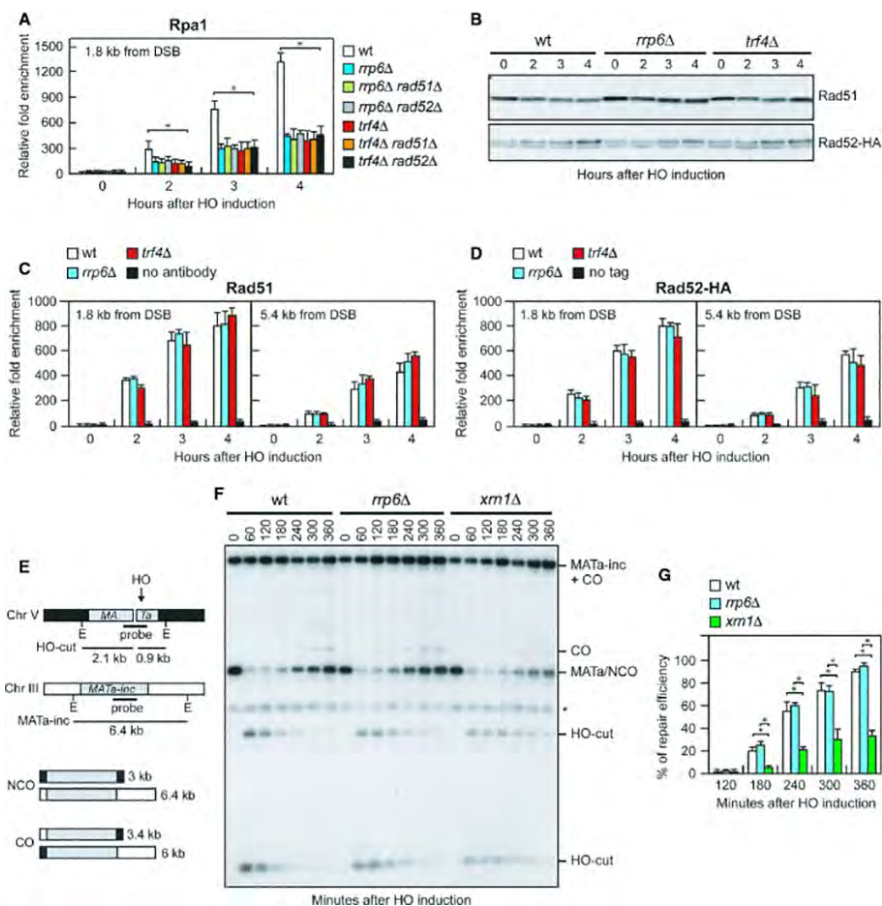 A
Rpa1
1.8 kb from DSB
Relative fold enrichment
1500
1200
900
600
300
0
*
*
*
0 2 3 4
Hours after HO induction
wt
rrp6Δ
rrp6Δ rad51Δ
rrp6Δ rad52Δ
trf4Δ
trf4Δ rad51Δ
trf4Δ rad52Δ
B
wt rrp6Δ trf4Δ
0 2 3 4 0 2 3 4 0 2 3 4
Rad51
Rad52-HA
Hours after HO induction
C
wt trf4Δ
rrp6Δ no antibody
Rad51
1.8 kb from DSB 5.4 kb from DSB
Relative fold enrichment
1000
800
600
400
200
0
0 2 3 4 0 2 3 4
Hours after HO induction
D
wt trf4Δ
rrp6Δ no tag
Rad52-HA
1.8 kb from DSB 5.4 kb from DSB
Relative fold enrichment
1000
800
600
400
200
0
0 2 3 4 0 2 3 4
Hours after HO induction
E
HO
Chr V
MA Ta
E probe E
HO-cut
2.1 kb 0.9 kb
Chr III
MATa-inc
E probe E
MATa-inc
6.4 kb
NCO
3 kb
6.4 kb
CO
3.4 kb
6 kb
F
wt rrp6Δ xrn1Δ
0 60 120 180 240 300 360 0 60 120 180 240 300 360 0 60 120 180 240 300 360
MATa-inc
+ CO
CO
MATa/NCO
*
HO-cut
HO-cut
Minutes after HO induction
G
wt
rrp6Δ
xrn1Δ
% of repair efficiency
100
80
60
40
20
0
* * * * * * * *
120 180 240 300 360
Minutes after HO induction